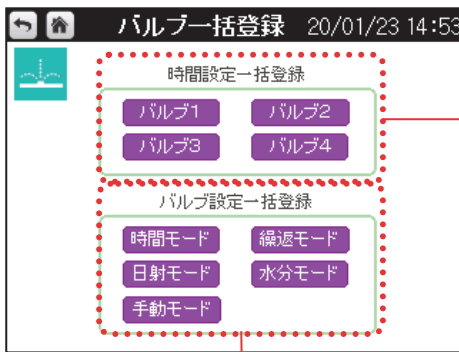 バルブ一括登録 20/01/23 14:53
時間設定一括登録
バルブ1 バルブ2
バルブ3 バルブ4
バルブ設定一括登録
時間モード 繰返モード
日射モード 水分モード
手動モード